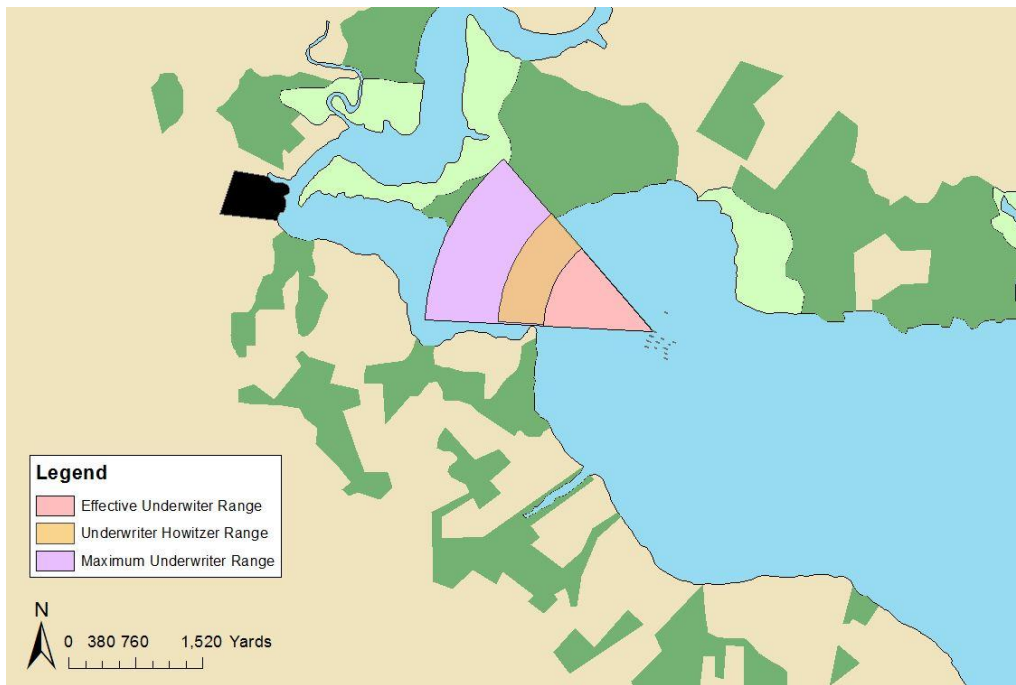 Legend
Effective Underwiter Range
Underwriter Howitzer Range
Maximum Underwriter Range
N
0 380 760 1,520 Yards